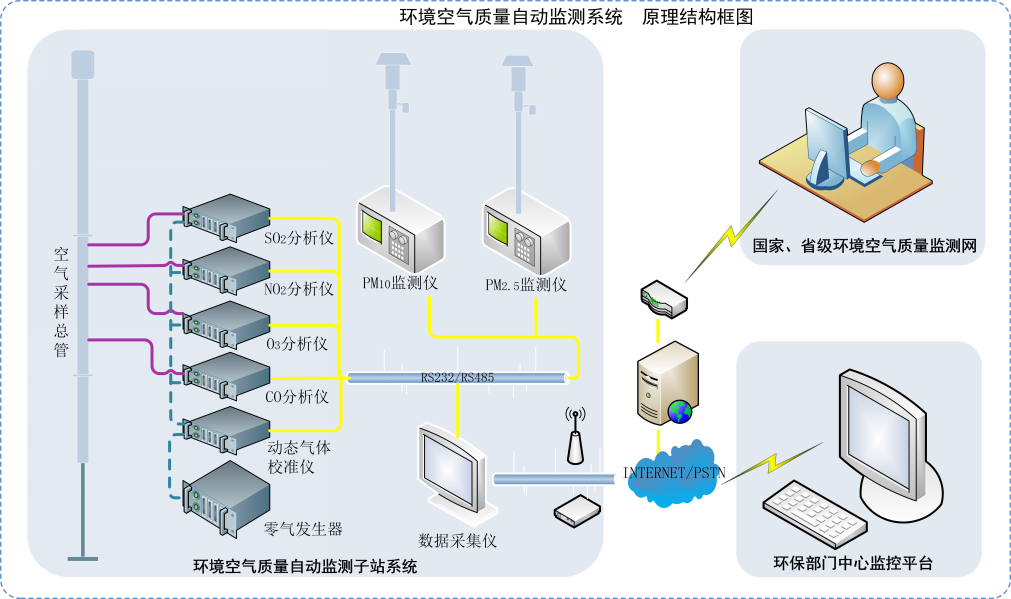 环境空气质量自动监测系统 原理结构框图
空气采样总管
SO2分析仪
NO2分析仪
O3分析仪
CO分析仪
动态气体
校准仪
零气发生器
PM10监测仪
PM2.5监测仪
RS232/RS485
数据采集仪
环境空气质量自动监测子站系统
INTERNET/PSTN
国家、省级环境空气质量监测网
环保部门中心监控平台